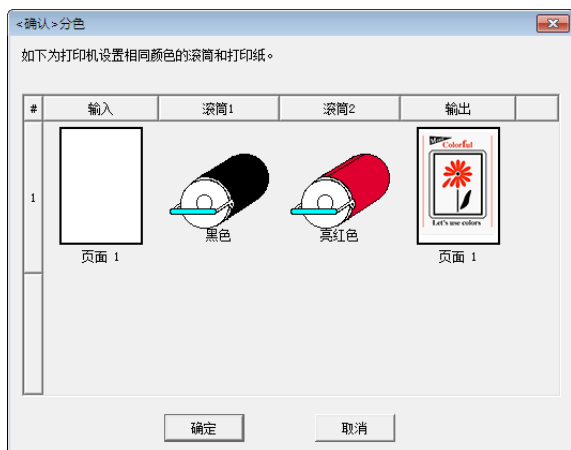 <确认>分色
如下为打印机设置相同颜色的滚筒和打印纸。
# 输入 滚筒1 滚筒2 输出
1
黑色 亮红色
页面 1 页面 1
Colorful
Let's use colors
确定 取消